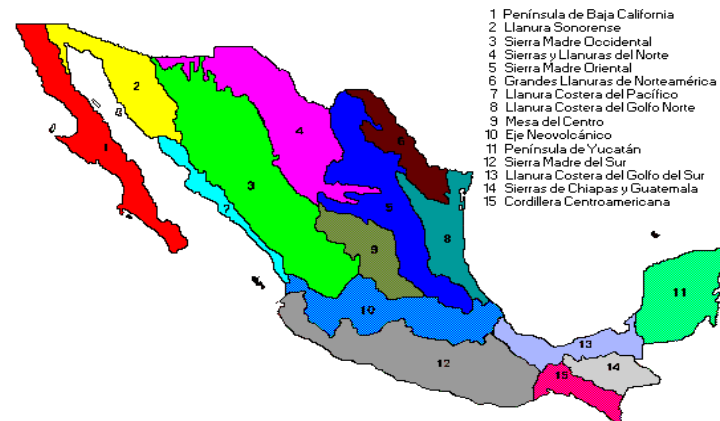 1 Península de Baja California
2 Llanura Sonorense
3 Sierra Madre Occidental
4 Sierras y Llanuras del Norte
5 Sierra Madre Oriental
6 Grandes Llanuras de Norteamérica
7 Llanura Costera del Pacífico
8 Llanura Costera del Golfo Norte
9 Mesa del Centro
10 Eje Neovolcánico
11 Península de Yucatán
12 Sierra Madre del Sur
13 Llanura Costera del Golfo del Sur
14 Sierras de Chiapas y Guatemala
15 Cordillera Centroamericana
2
1
4
6
3
7
5
8
9
10
11
13
12
14
15